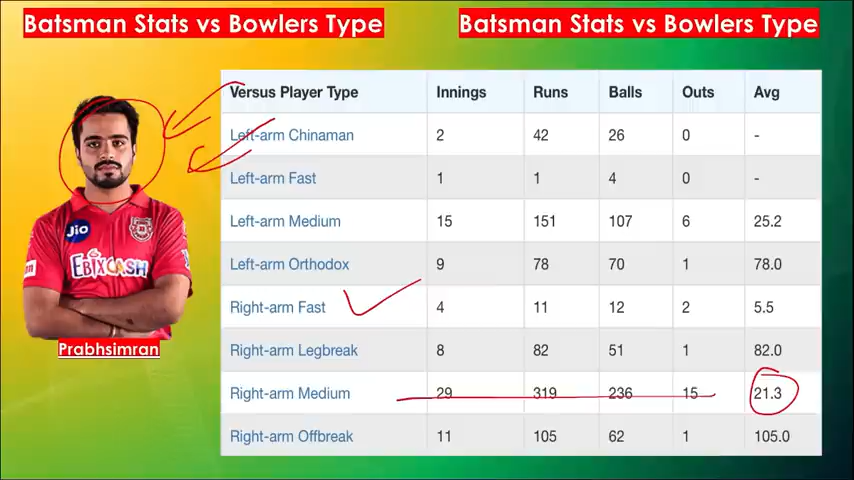 Batsman Stats vs Bowlers Type
Batsman Stats vs Bowlers Type
Versus Player Type Innings Runs Balls Outs Avg
Left-arm Chinaman 2 42 26 0 -
Left-arm Fast 1 1 4 0 -
Left-arm Medium 15 151 107 6 25.2
Left-arm Orthodox 9 78 70 1 78.0
Right-arm Fast 4 11 12 2 5.5
Right-arm Legbreak 8 82 51 1 82.0
Right-arm Medium 29 319 236 15 21.3
Right-arm Offbreak 11 105 62 1 105.0
Jio
EBIXCASH
Prabhsimran